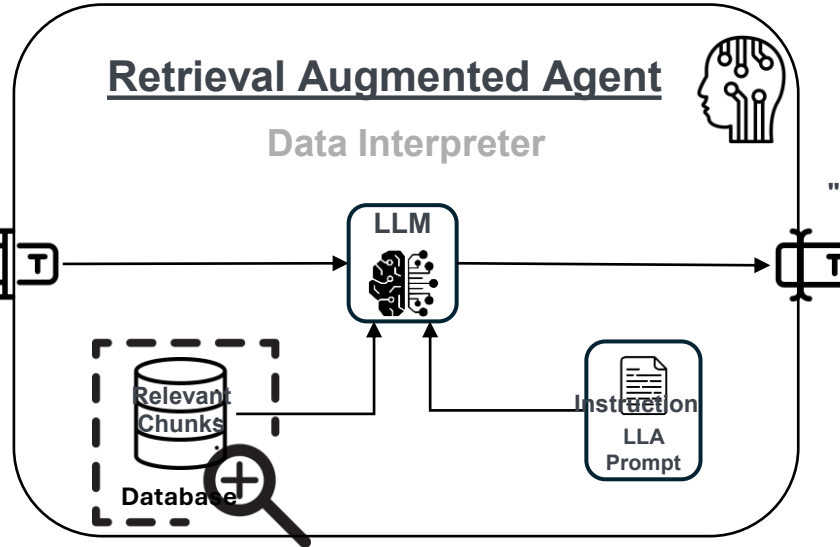 Retrieval Augmented Agent
Data Interpreter
"
LLM
T
T
Relevant
Chunks
Database
Instruction
LLA
Prompt